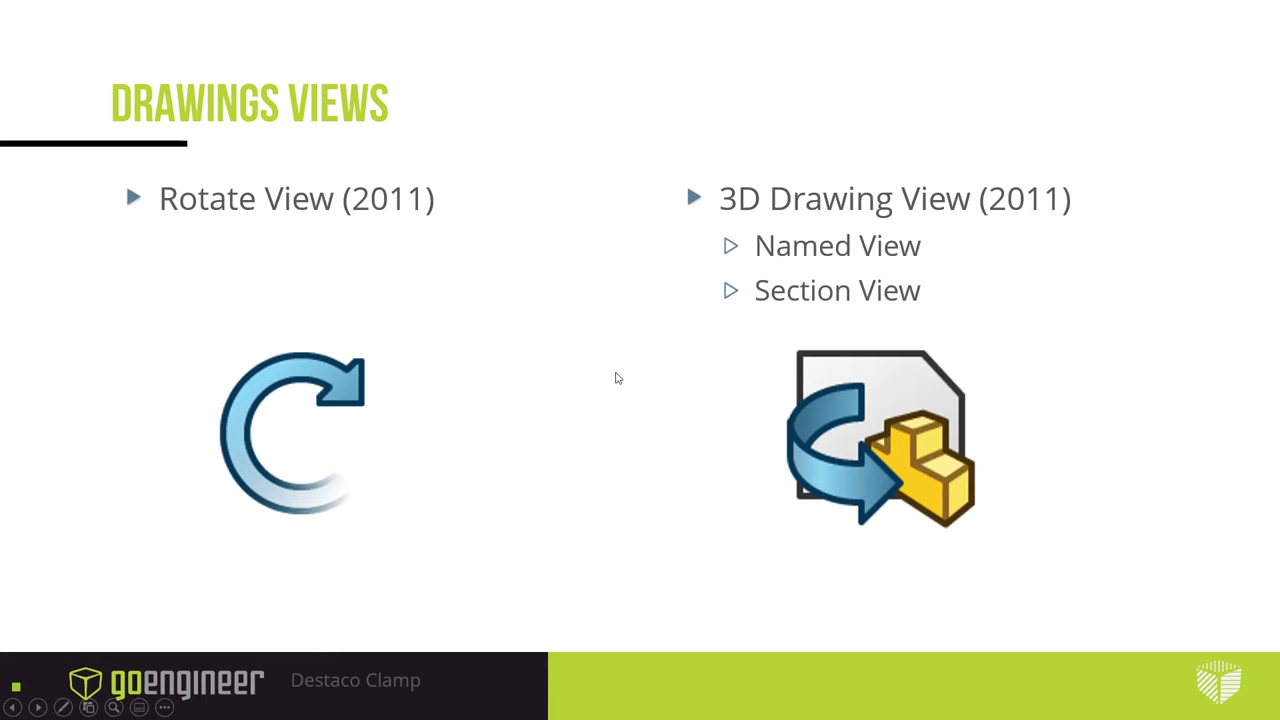 DRAWINGS VIEWS
Rotate View (2011)
3D Drawing View (2011)
Named View
Section View
goengineer
Destaco Clamp